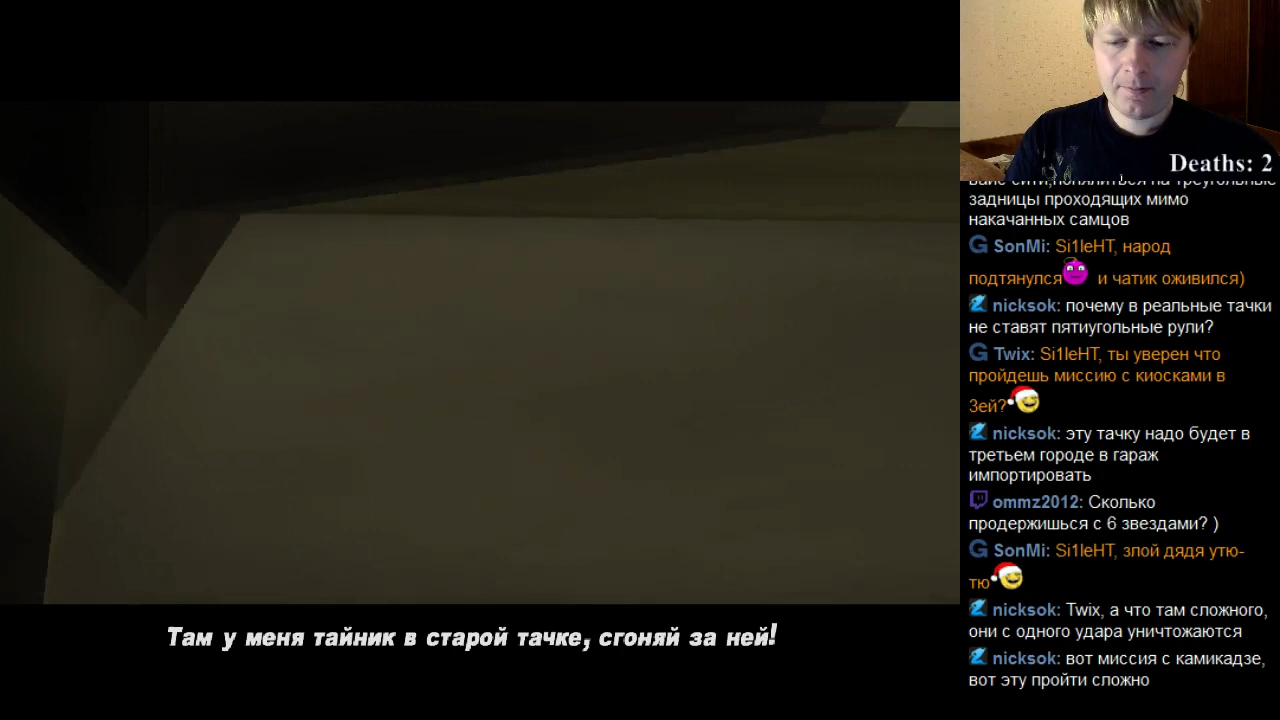 Deaths: 2
задницы проходящих мимо
накачанных самцов
SonMi: Si1leHT, народ
подтянулся и чатик оживился)
nicksok: почему в реальные тачки
не ставят пятиугольные рули?
Twix: Si1leHT, ты уверен что
пройдешь миссию с киосками в
3ей?
nicksok: эту тачку надо будет в
третьем городе в гараж
импортировать
ommz2012: Сколько
продержишься с 6 звездами? )
SonMi: Si1leHT, злой дядя утю-
тю
nicksok: Twix, а что там сложного,
они с одного удара уничтожаются
nicksok: вот миссия с камикадзе,
вот эту пройти сложно
Там у меня тайник в старой тачке, сгоняй за ней!